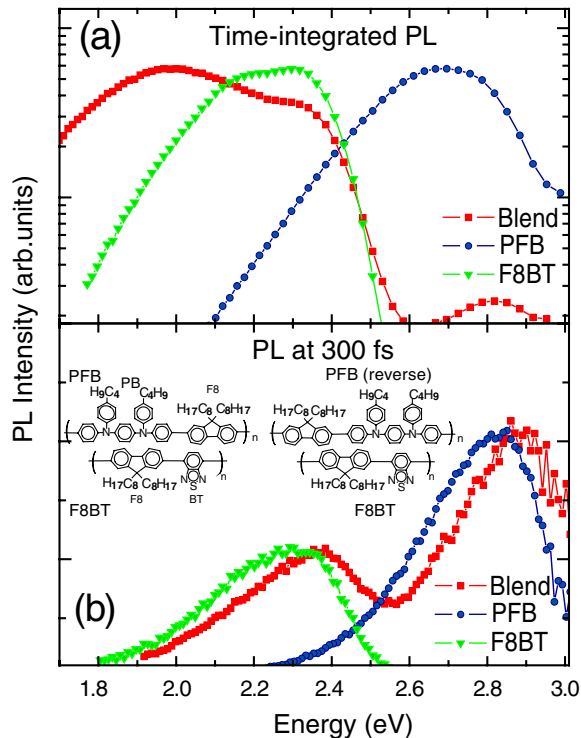 (a)
Time-integrated PL
Blend
PFB
F8BT
PL Intensity (arb.units)
PL at 300 fs
PFB
PB
F8
H9C4
C4H9
H17C8
C8H17
N
N
n
H17C8
C8H17
F8
N
N
S
BT
n
F8BT
PFB (reverse)
H9C4
C4H9
H17C8
C8H17
N
N
n
H17C8
C8H17
N
N
S
n
F8BT
(b)
Blend
PFB
F8BT
1.8 2.0 2.2 2.4 2.6 2.8 3.0
Energy (eV)